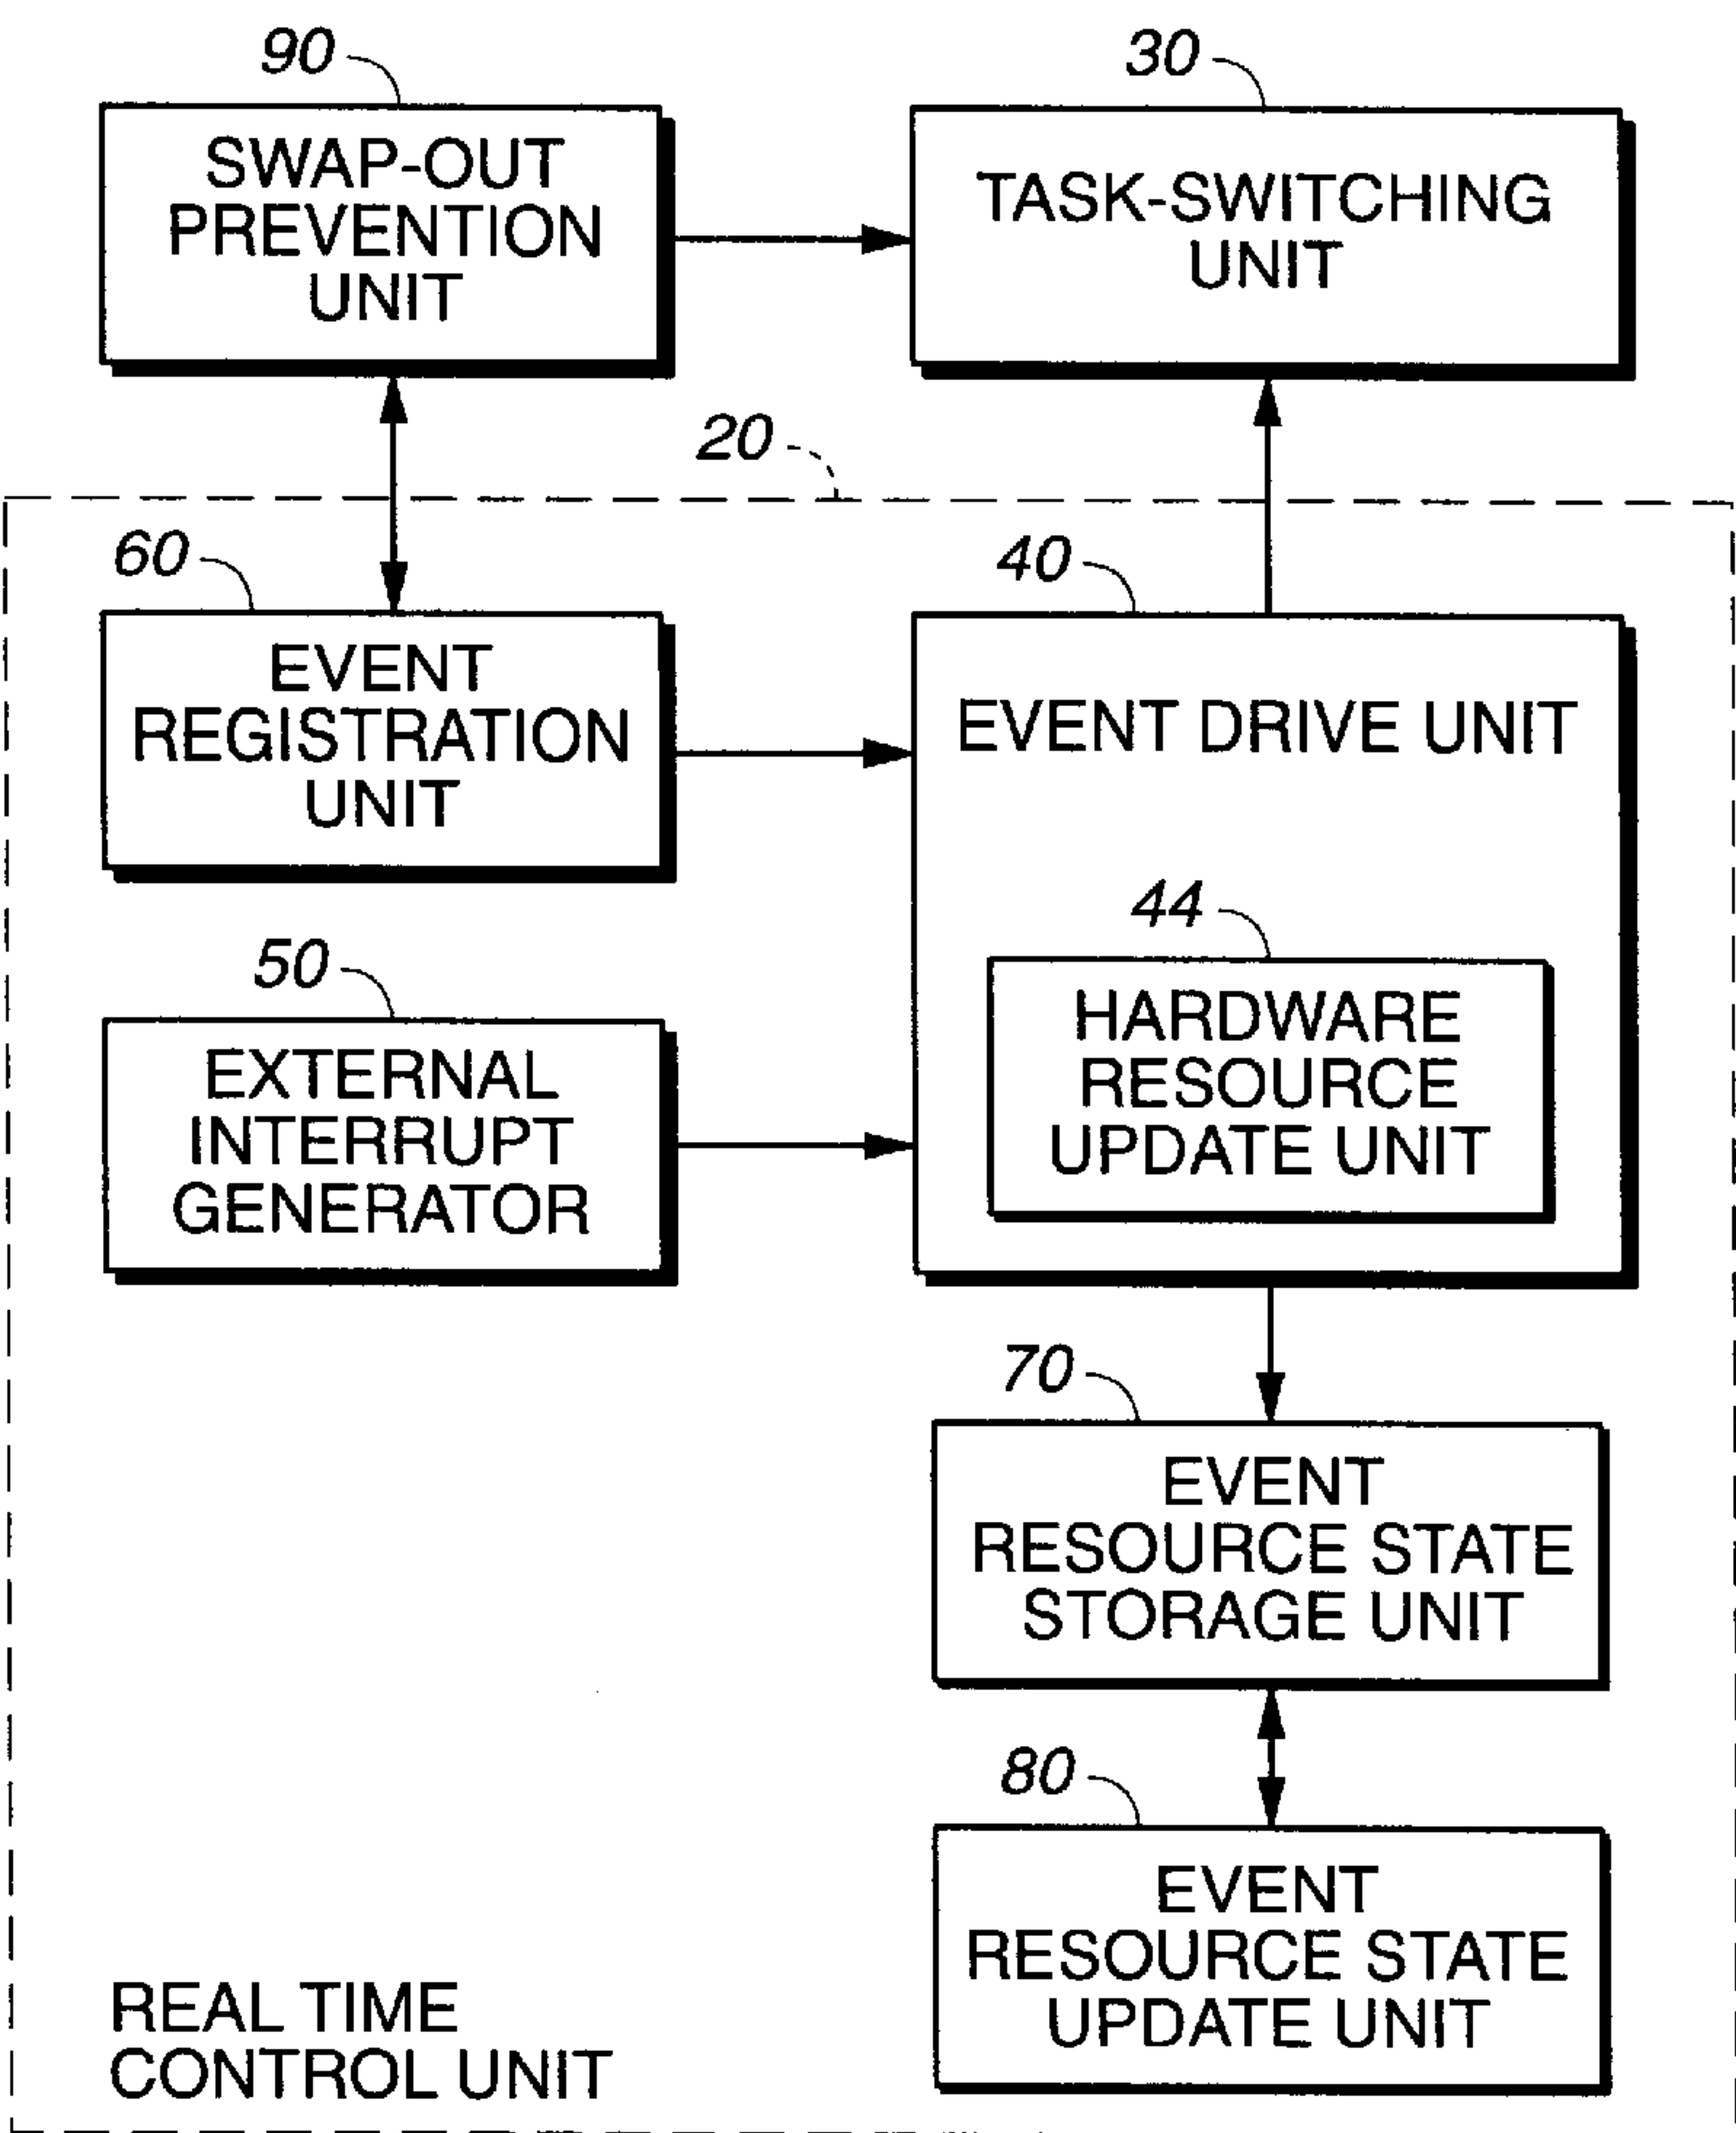 90
SWAP-OUT
PREVENTION
UNIT
30
TASK-SWITCHING
UNIT
20
60
EVENT
REGISTRATION
UNIT
40
EVENT DRIVE UNIT
44
HARDWARE
RESOURCE
UPDATE UNIT
50
EXTERNAL
INTERRUPT
GENERATOR
70
EVENT
RESOURCE STATE
STORAGE UNIT
80
EVENT
RESOURCE STATE
UPDATE UNIT
REAL TIME
CONTROL UNIT